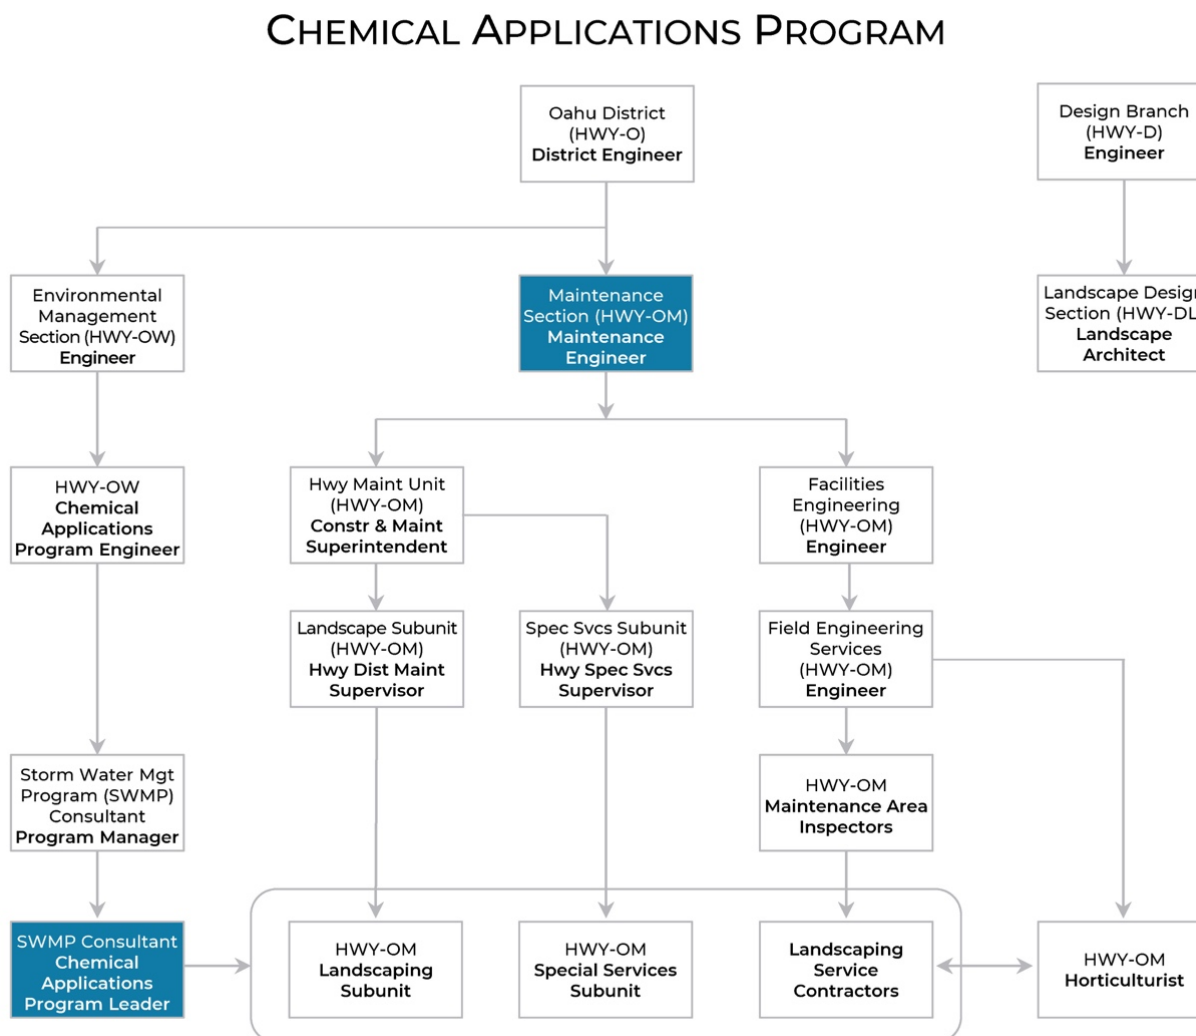 CHEMICAL APPLICATIONS PROGRAM
Oahu District
(HWY-O)
District Engineer
Design Branch
(HWY-D)
Engineer
Environmental
Management
Section (HWY-OW)
Engineer
Maintenance
Section (HWY-OM)
Maintenance
Engineer
Landscape Design
Section (HWY-DL
Landscape
Architect
HWY-OW
Chemical
Applications
Program Engineer
Hwy Maint Unit
(HWY-OM)
Constr & Maint
Superintendent
Facilities
Engineering
(HWY-OM)
Engineer
Landscape Subunit
(HWY-OM)
Hwy Dist Maint
Supervisor
Spec Svcs Subunit
(HWY-OM)
Hwy Spec Svcs
Supervisor
Field Engineering
Services
(HWY-OM)
Engineer
Storm Water Mgt
Program (SWMP)
Consultant
Program Manager
HWY-OM
Maintenance Area
Inspectors
SWMP Consultant
Chemical
Applications
Program Leader
HWY-OM
Landscaping
Subunit
HWY-OM
Special Services
Subunit
Landscaping
Service
Contractors
HWY-OM
Horticulturist